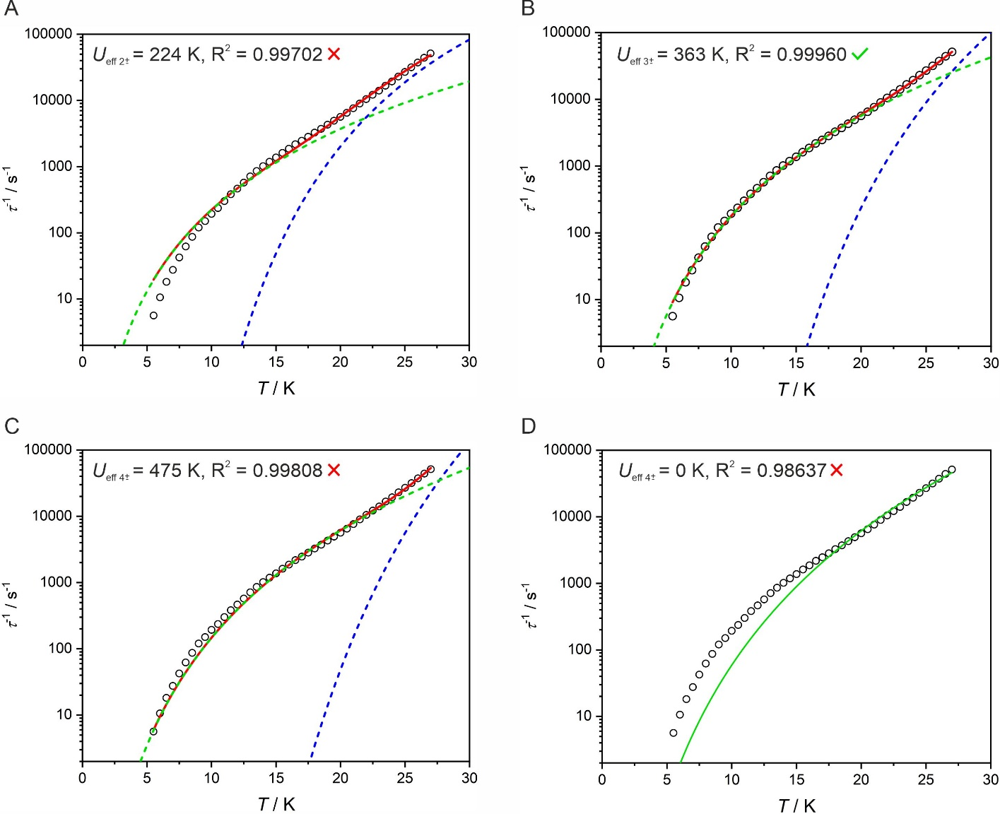 A
U eff 2± = 224 K, R² = 0.99702 ✕
100000
10000
1000
100
10
τ⁻¹ / s⁻¹
0 5 10 15 20 25 30
T / K
B
U eff 3± = 363 K, R² = 0.99960 ✓
100000
10000
1000
100
10
τ⁻¹ / s⁻¹
0 5 10 15 20 25 30
T / K
C
U eff 4± = 475 K, R² = 0.99808 ✕
100000
10000
1000
100
10
τ⁻¹ / s⁻¹
0 5 10 15 20 25 30
T / K
D
U eff 4± = 0 K, R² = 0.98637 ✕
100000
10000
1000
100
10
τ⁻¹ / s⁻¹
0 5 10 15 20 25 30
T / K